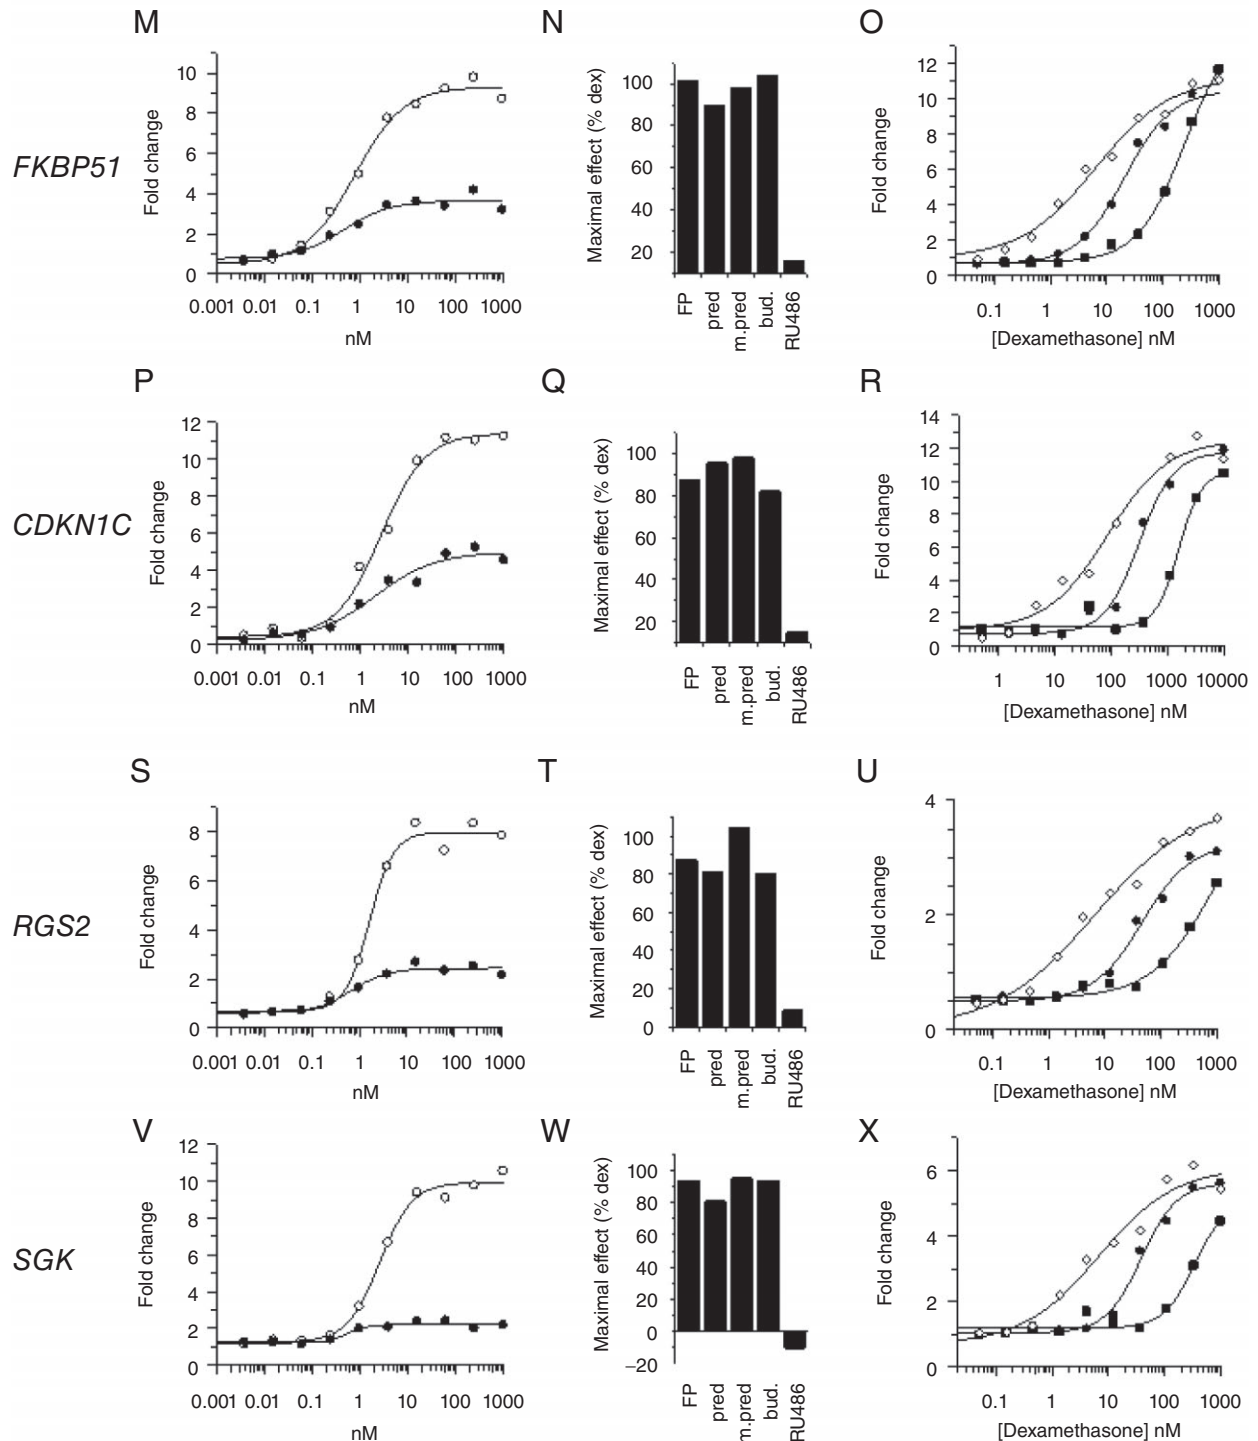 M
N
O
FKBP51
Fold change
10
8
6
4
2
0
0.001 0.01 0.1 1 10 100 1000
nM
Maximal effect (% dex)
100
80
60
40
20
FP
pred
m.pred
bud.
RU486
Fold change
12
10
8
6
4
2
0
0.1 1 10 100 1000
[Dexamethasone] nM
P
Q
R
CDKN1C
Fold change
12
10
8
6
4
2
0
0.001 0.01 0.1 1 10 100 1000
nM
Maximal effect (% dex)
100
80
60
40
20
FP
pred
m.pred
bud.
RU486
Fold change
14
12
10
8
6
4
2
0
1 10 100 1000 10000
[Dexamethasone] nM
S
T
U
RGS2
Fold change
8
6
4
2
0
0.001 0.01 0.1 1 10 100 1000
nM
Maximal effect (% dex)
100
80
60
40
20
0
FP
pred
m.pred
bud.
RU486
Fold change
4
2
0
0.1 1 10 100 1000
[Dexamethasone] nM
V
W
X
SGK
Fold change
12
10
8
6
4
2
0
0.001 0.01 0.1 1 10 100 1000
nM
Maximal effect (% dex)
100
80
60
40
20
0
−20
FP
pred
m.pred
bud.
RU486
Fold change
6
4
2
0
0.1 1 10 100 1000
[Dexamethasone] nM